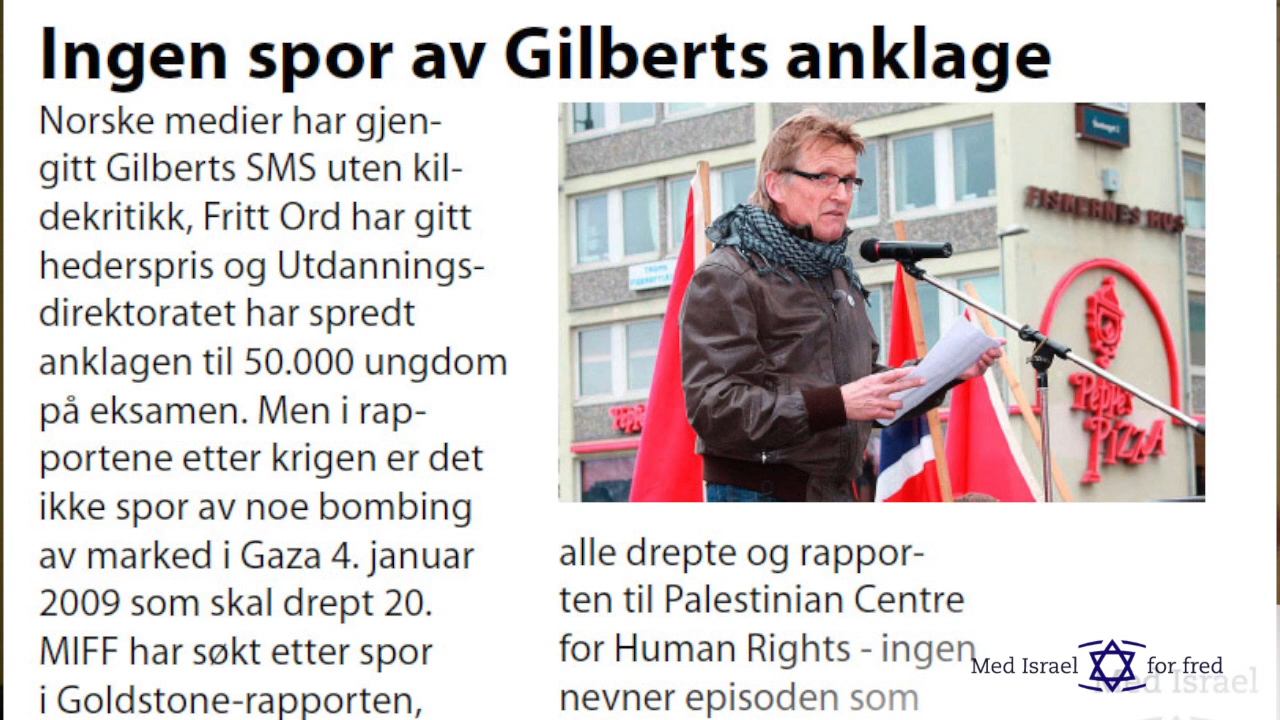 Ingen spor av Gilberts anklage
Norske medier har gjen-
gitt Gilberts SMS uten kil-
dekritikk, Fritt Ord har gitt
hederspris og Utdannings-
direktoratet har spredt
anklagen til 50.000 ungdom
på eksamen. Men i rap-
portene etter krigen er det
ikke spor av noe bombing
av marked i Gaza 4. januar
2009 som skal drept 20.
MIFF har søkt etter spor
i Goldstone-rapporten,
FISKERNES HUS
Peppes
PIZZA
alle drepte og rappor-
ten til Palestinian Centre
for Human Rights - ingen
nevner episoden som
Med Israel for fred
Med Israel